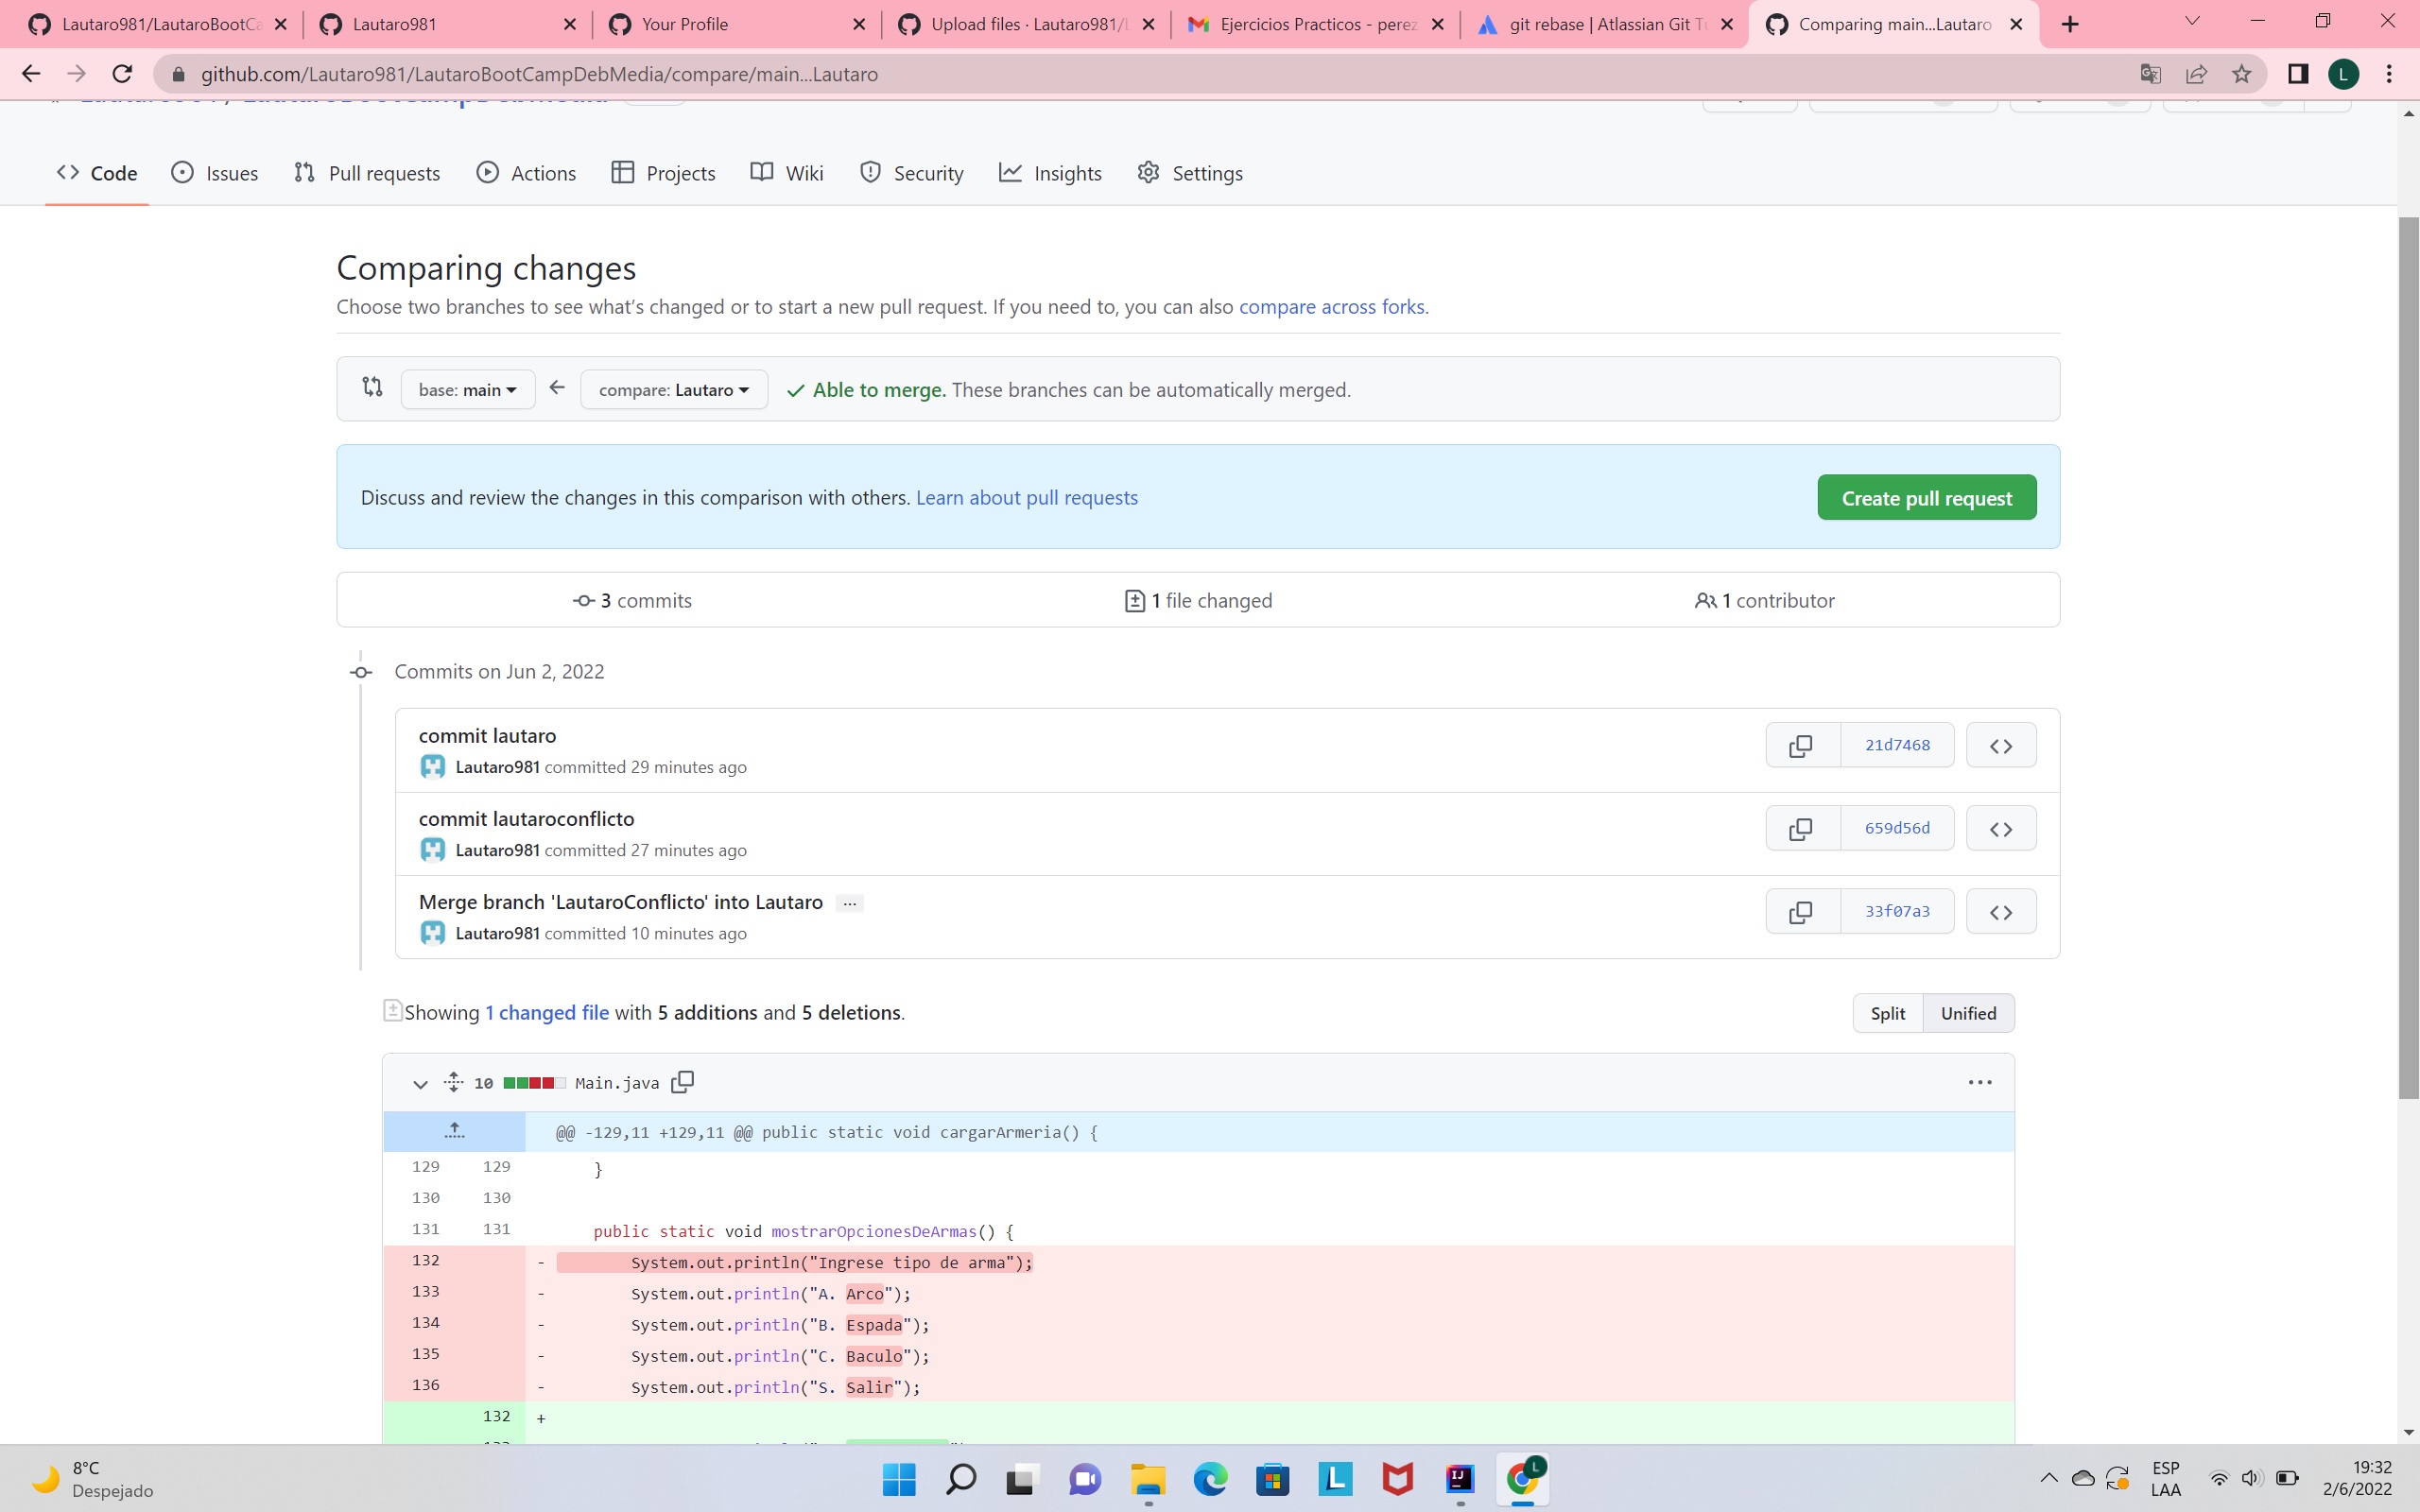 Lautaro981/LautaroBootCa
Lautaro981
Your Profile
Upload files · Lautaro981/L
Ejercicios Practicos - perez
git rebase | Atlassian Git Tu
Comparing main...Lautaro
github.com/Lautaro981/LautaroBootCampDebMedia/compare/main...Lautaro
L
Lautaro981 / LautaroBootCampDebMedia
Code
Issues
Pull requests
Actions
Projects
Wiki
Security
Insights
Settings
Comparing changes
Choose two branches to see what's changed or to start a new pull request. If you need to, you can also compare across forks.
base: main
compare: Lautaro
Able to merge. These branches can be automatically merged.
Discuss and review the changes in this comparison with others. Learn about pull requests
Create pull request
3 commits
1 file changed
1 contributor
Commits on Jun 2, 2022
commit lautaro
21d7468
Lautaro981 committed 29 minutes ago
commit lautaroconflicto
659d56d
Lautaro981 committed 27 minutes ago
Merge branch 'LautaroConflicto' into Lautaro ...
33f07a3
Lautaro981 committed 10 minutes ago
Showing 1 changed file with 5 additions and 5 deletions.
Split
Unified
10 Main.java
@@ -129,11 +129,11 @@ public static void cargarArmeria() {
129 129 }
130 130
131 131 public static void mostrarOpcionesDeArmas() {
132 - System.out.println("Ingrese tipo de arma");
133 - System.out.println("A. Arco");
134 - System.out.println("B. Espada");
135 - System.out.println("C. Baculo");
136 - System.out.println("S. Salir");
132 +
8°C
Despejado
ESP
LAA
19:32
2/6/2022